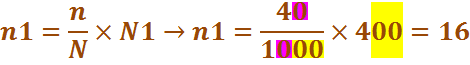 n1 = n/N × N1 → n1 = 40/1000 × 400 = 16